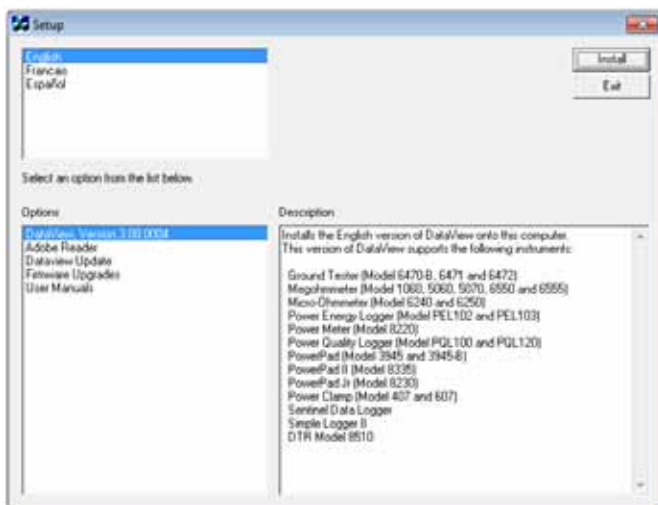 Setup
English
Francais
Español
Install
Exit
Select an option from the list below.
Options
DataView, Version 3.00.0004
Adobe Reader
Dataview Update
Firmware Upgrades
User Manuals
Description
Installs the English version of DataView onto this computer.
This version of DataView supports the following instruments:
Ground Tester (Model 6470-B, 6471 and 6472)
Megohmmeter (Model 1060, 5060, 5070, 6550 and 6555)
Micro-Ohmmeter (Model 6240 and 6250)
Power Energy Logger (Model PEL102 and PEL103)
Power Meter (Model 8220)
Power Quality Logger (Model PQL100 and PQL120)
PowerPad (Model 3945 and 3945-B)
PowerPad II (Model 8335)
PowerPad Jr (Model 8230)
Power Clamp (Model 407 and 607)
Sentinel Data Logger
Simple Logger II
DTR Model 8510